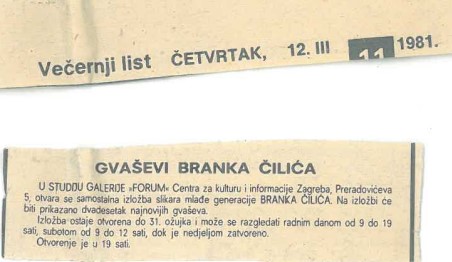 Večernji list ČETVRTAK, 12. III 11 1981.
GVAŠEVI BRANKA ČILIĆA
U STUDIJU GALERIJE »FORUM« Centra za kulturu i informacije Zagreba, Preradovićeva
5, otvara se samostalna izložba slikara mlađe generacije BRANKA ČILIĆA. Na izložbi će
biti prikazano dvadesetak najnovijih gvaševa.
Izložba ostaje otvorena do 31. ožujka i može se razgledati radnim danom od 9 do 19
sati, subotom od 9 do 12 sati, dok je nedjeljom zatvoreno.
Otvorenje je u 19 sati.